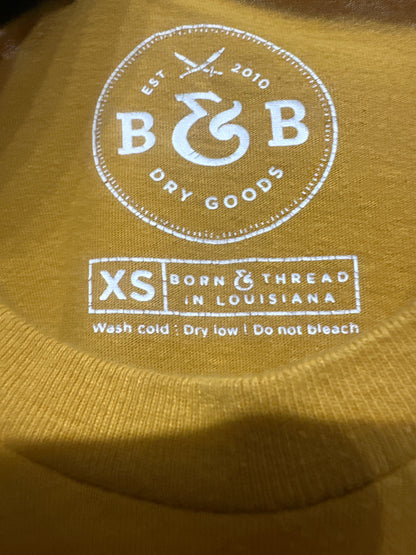 EST 2010
B & B
DRY GOODS
XS
BORN & THREAD
iN LOUISIANA
Wash cold : Dry low ! Do not bleach